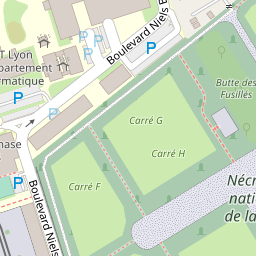 T Lyon
partement
rmatique
P
P
P
P
Boulevard Niels B
Butte des
Fusillés
Carré G
Carré H
nase
Carré F
Nécr
nati
de la
Boulevard Niels